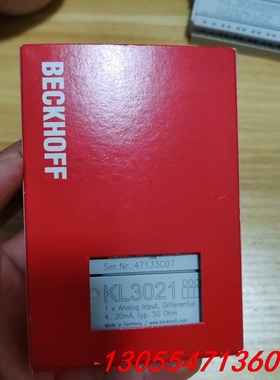 BECKHOFF
Ser.Nr.: 47133C07
KL3021
1 x Analog Input, Differential
4...20mA, typ. 50 Ohm
Made in Germany / www.beckhoff.com
13055471360